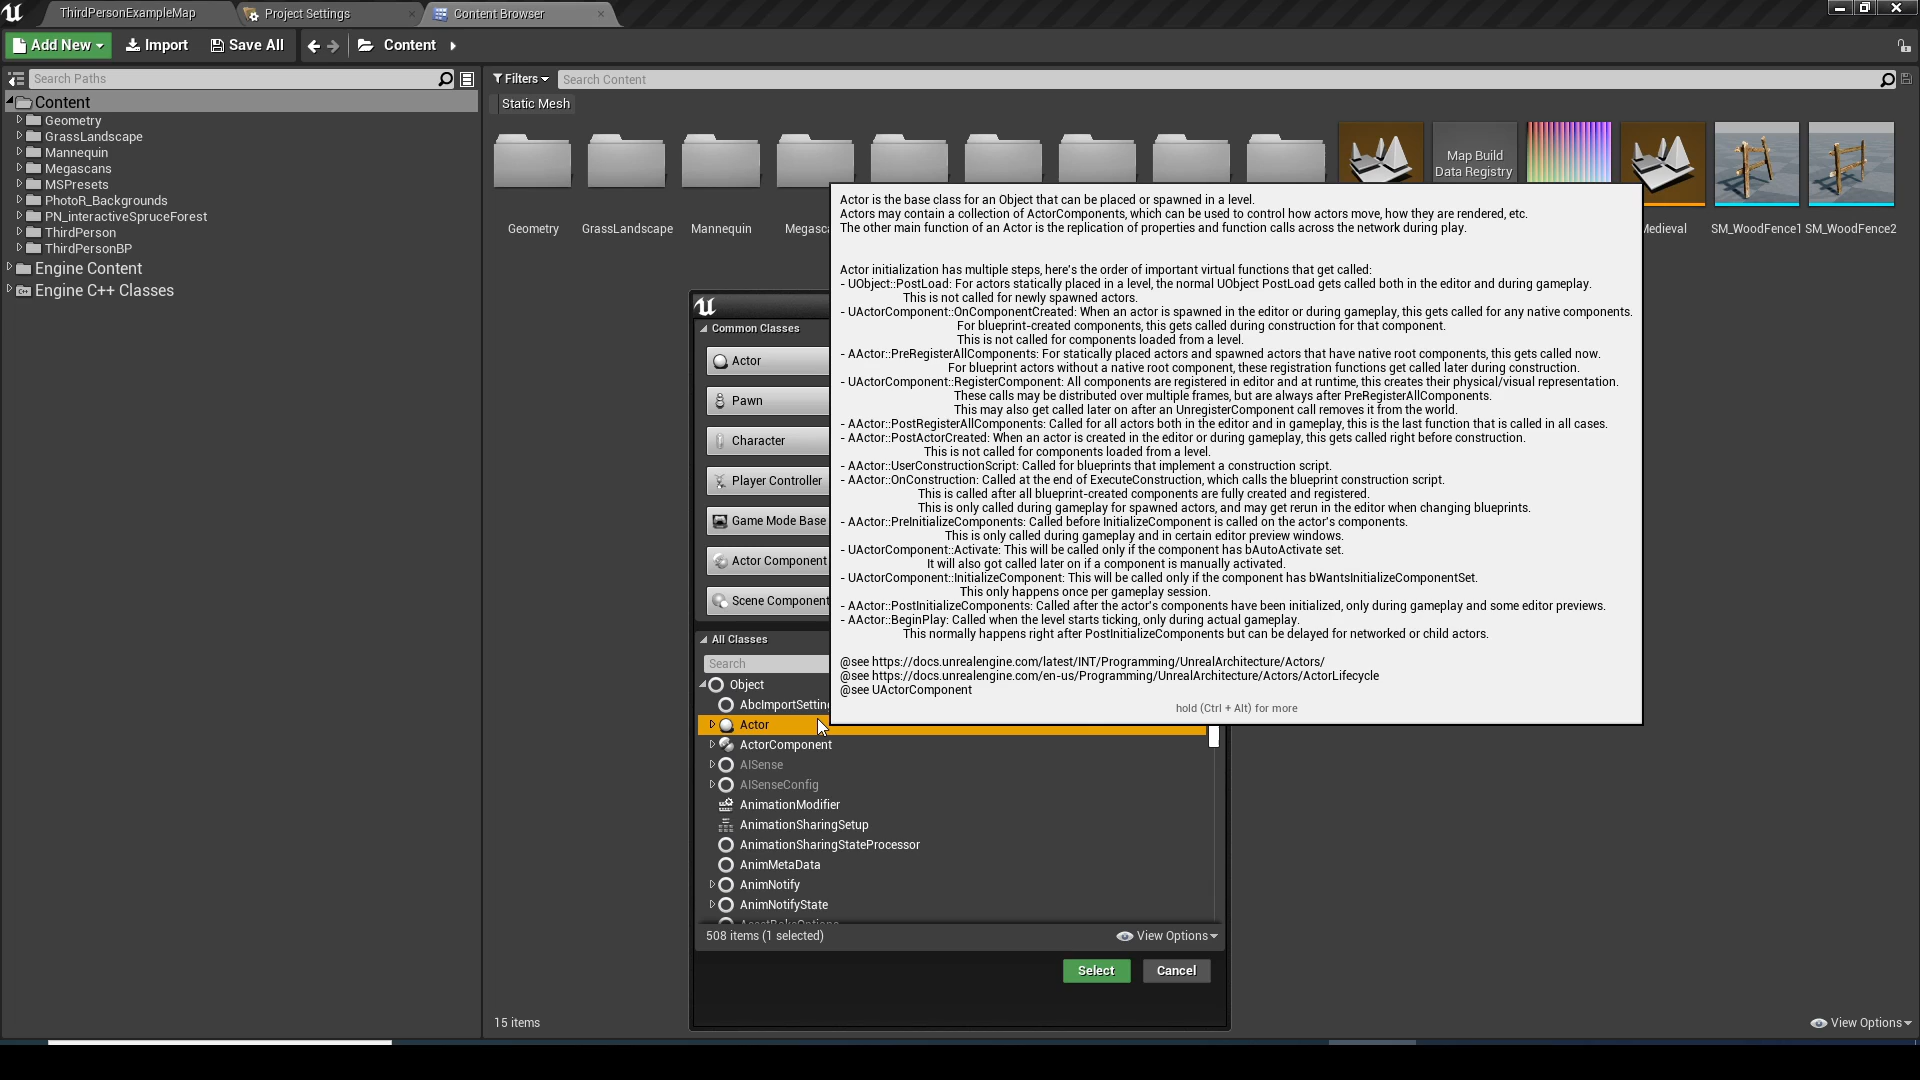 ThirdPersonExampleMap
Project Settings
Content Browser
Add New
Import
Save All
Content
Search Paths
Filters
Search Content
Static Mesh
Content
Geometry
GrassLandscape
Mannequin
Megascans
MSPresets
PhotoR_Backgrounds
PN_interactiveSpruceForest
ThirdPerson
ThirdPersonBP
Engine Content
Engine C++ Classes
Map Build
Data Registry
Geometry
GrassLandscape
Mannequin
Megasca
Medieval
SM_WoodFence1
SM_WoodFence2
Actor is the base class for an Object that can be placed or spawned in a level.
Actors may contain a collection of ActorComponents, which can be used to control how actors move, how they are rendered, etc.
The other main function of an Actor is the replication of properties and function calls across the network during play.
Actor initialization has multiple steps, here's the order of important virtual functions that get called:
- UObject::PostLoad: For actors statically placed in a level, the normal UObject PostLoad gets called both in the editor and during gameplay.
This is not called for newly spawned actors.
- UActorComponent::OnComponentCreated: When an actor is spawned in the editor or during gameplay, this gets called for any native components.
For blueprint-created components, this gets called during construction for that component.
This is not called for components loaded from a level.
- AActor::PreRegisterAllComponents: For statically placed actors and spawned actors that have native root components, this gets called now.
For blueprint actors without a native root component, these registration functions get called later during construction.
- UActorComponent::RegisterComponent: All components are registered in editor and at runtime, this creates their physical/visual representation.
These calls may be distributed over multiple frames, but are always after PreRegisterAllComponents.
This may also get called later on after an UnregisterComponent call removes it from the world.
- AActor::PostRegisterAllComponents: Called for all actors both in the editor and in gameplay, this is the last function that is called in all cases.
- AActor::PostActorCreated: When an actor is created in the editor or during gameplay, this gets called right before construction.
This is not called for components loaded from a level.
- AActor::UserConstructionScript: Called for blueprints that implement a construction script.
- AActor::OnConstruction: Called at the end of ExecuteConstruction, which calls the blueprint construction script.
This is called after all blueprint-created components are fully created and registered.
This is only called during gameplay for spawned actors, and may get rerun in the editor when changing blueprints.
- AActor::PreInitializeComponents: Called before InitializeComponent is called on the actor's components.
This is only called during gameplay and in certain editor preview windows.
- UActorComponent::Activate: This will be called only if the component has bAutoActivate set.
It will also got called later on if a component is manually activated.
- UActorComponent::InitializeComponent: This will be called only if the component has bWantsInitializeComponentSet.
This only happens once per gameplay session.
- AActor::PostInitializeComponents: Called after the actor's components have been initialized, only during gameplay and some editor previews.
- AActor::BeginPlay: Called when the level starts ticking, only during actual gameplay.
This normally happens right after PostInitializeComponents but can be delayed for networked or child actors.
@see https://docs.unrealengine.com/latest/INT/Programming/UnrealArchitecture/Actors/
@see https://docs.unrealengine.com/en-us/Programming/UnrealArchitecture/Actors/ActorLifecycle
@see UActorComponent
hold (Ctrl + Alt) for more
Common Classes
Actor
Pawn
Character
Player Controller
Game Mode Base
Actor Component
Scene Component
All Classes
Search
Object
AbcImportSetting
Actor
ActorComponent
AISense
AISenseConfig
AnimationModifier
AnimationSharingSetup
AnimationSharingStateProcessor
AnimMetaData
AnimNotify
AnimNotifyState
508 items (1 selected)
View Options
Select
Cancel
15 items
View Options